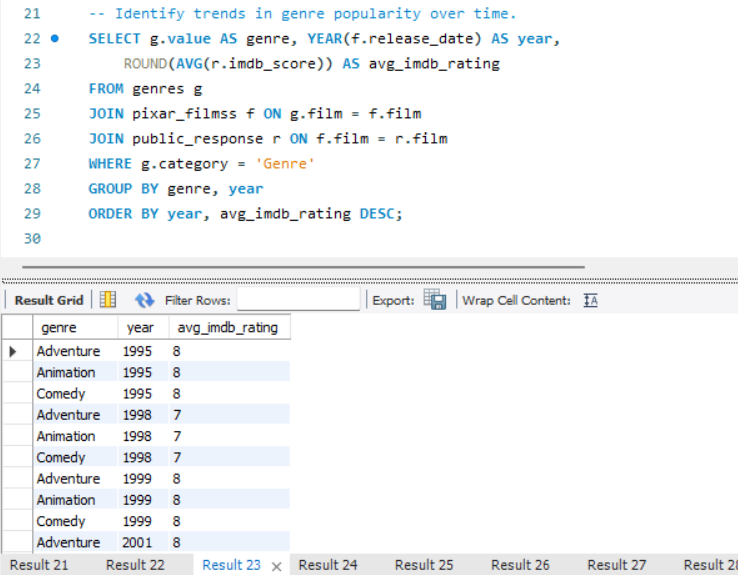 21 -- Identify trends in genre popularity over time.
22 SELECT g.value AS genre, YEAR(f.release_date) AS year,
23 ROUND(AVG(r.imdb_score)) AS avg_imdb_rating
24 FROM genres g
25 JOIN pixar_filmss f ON g.film = f.film
26 JOIN public_response r ON f.film = r.film
27 WHERE g.category = 'Genre'
28 GROUP BY genre, year
29 ORDER BY year, avg_imdb_rating DESC;
30
Result Grid Filter Rows: Export: Wrap Cell Content: IA
genre year avg_imdb_rating
Adventure 1995 8
Animation 1995 8
Comedy 1995 8
Adventure 1998 7
Animation 1998 7
Comedy 1998 7
Adventure 1999 8
Animation 1999 8
Comedy 1999 8
Adventure 2001 8
Result 21 Result 22 Result 23 × Result 24 Result 25 Result 26 Result 27 Result 28